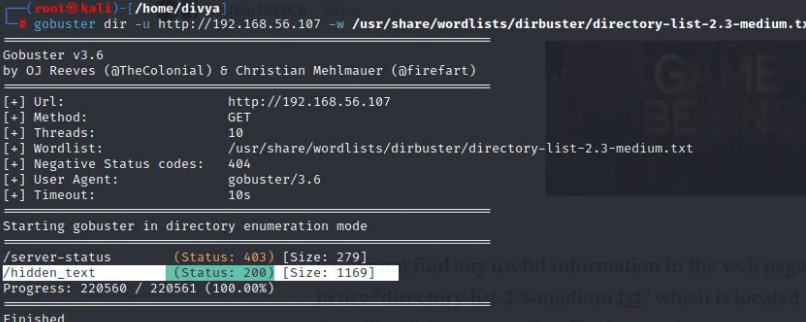 ┌──(root㉿kali)-[/home/divya]
└─# gobuster dir -u http://192.168.56.107 -w /usr/share/wordlists/dirbuster/directory-list-2.3-medium.tx
Gobuster v3.6
by OJ Reeves (@TheColonial) & Christian Mehlmauer (@firefart)
[+] Url: http://192.168.56.107
[+] Method: GET
[+] Threads: 10
[+] Wordlist: /usr/share/wordlists/dirbuster/directory-list-2.3-medium.txt
[+] Negative Status codes: 404
[+] User Agent: gobuster/3.6
[+] Timeout: 10s
Starting gobuster in directory enumeration mode
/server-status (Status: 403) [Size: 279]
/hidden_text (Status: 200) [Size: 1169]
Progress: 220560 / 220561 (100.00%)
Finished
GAME
BEGINS
find any useful information in the web page
to use "directory-list-2.3-medium.txt" which is located